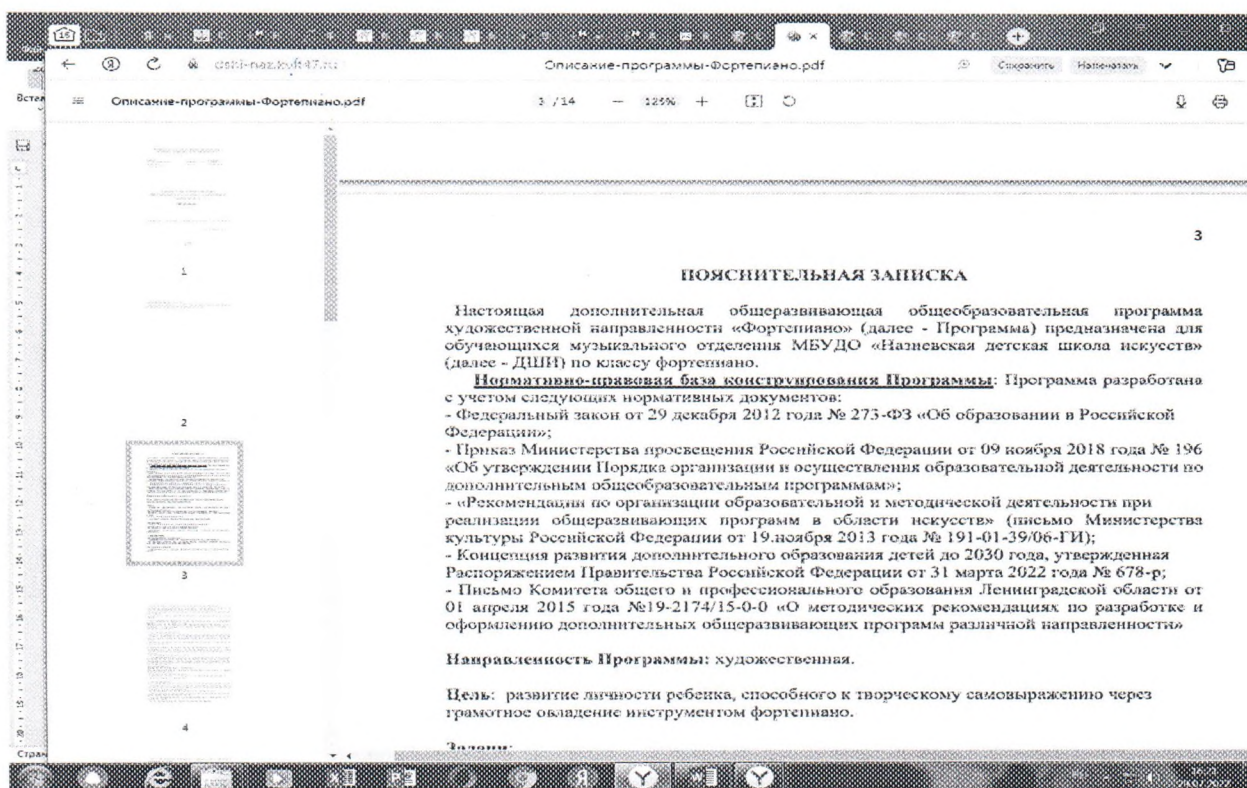 Описание-программы-Фортепиано.pdf
Сохранить Напечатать
Описание-программы-Фортепиано.pdf 3 / 14 — 125% +
1
2
3
4
3
ПОЯСНИТЕЛЬНАЯ ЗАПИСКА
Настоящая дополнительная общеразвивающая общеобразовательная программа
художественной направленности «Фортепиано» (далее - Программа) предназначена для
обучающихся музыкального отделения МБУДО «Назиевская детская школа искусств»
(далее - ДШИ) по классу фортепиано.
Нормативно-правовая база конструирования Программы: Программа разработана
с учетом следующих нормативных документов:
- Федеральный закон от 29 декабря 2012 года № 273-ФЗ «Об образовании в Российской
Федерации»;
- Приказ Министерства просвещения Российской Федерации от 09 ноября 2018 года № 196
«Об утверждении Порядка организации и осуществления образовательной деятельности по
дополнительным общеобразовательным программам»;
- «Рекомендации по организации образовательной и методической деятельности при
реализации общеразвивающих программ в области искусств» (письмо Министерства
культуры Российской Федерации от 19.ноября 2013 года № 191-01-39/06-ГИ);
- Концепция развития дополнительного образования детей до 2030 года, утвержденная
Распоряжением Правительства Российской Федерации от 31 марта 2022 года № 678-р;
- Письмо Комитета общего и профессионального образования Ленинградской области от
01 апреля 2015 года №19-2174/15-0-0 «О методических рекомендациях по разработке и
оформлению дополнительных общеразвивающих программ различной направленности»
Направленность Программы: художественная.
Цель: развитие личности ребенка, способного к творческому самовыражению через
грамотное овладение инструментом фортепиано.
Задачи: